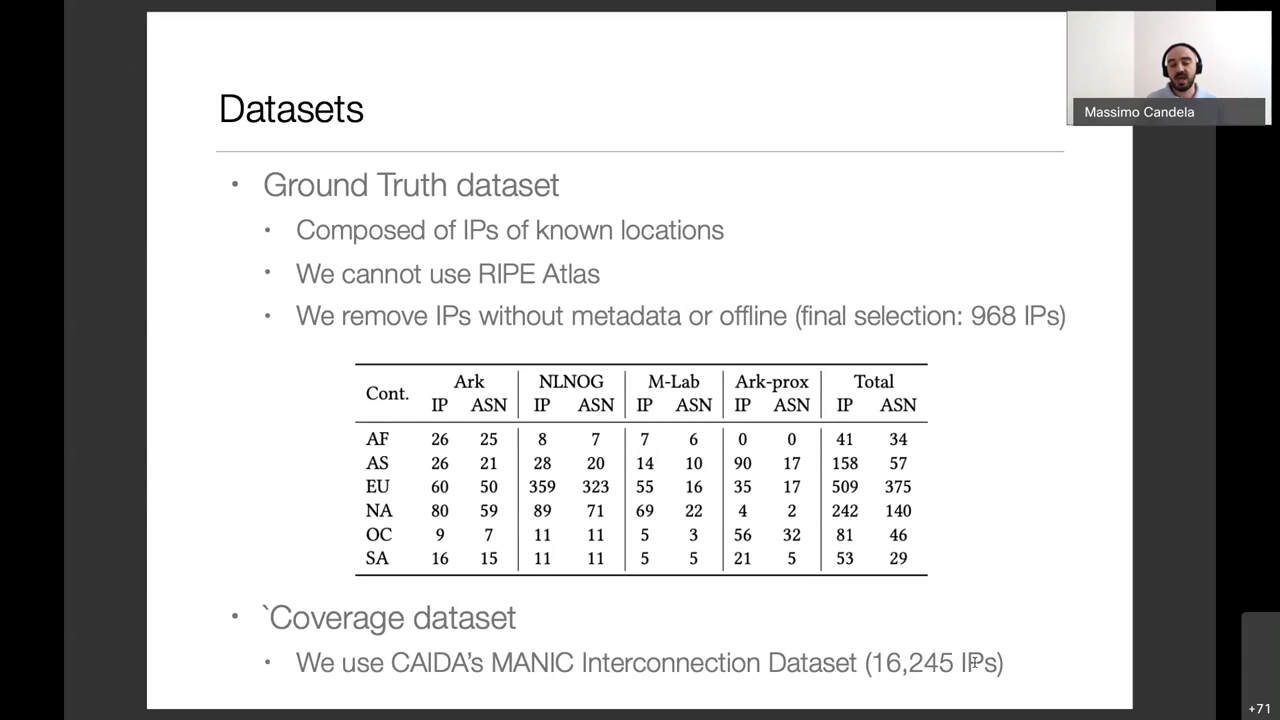 Massimo Candela
Datasets
• Ground Truth dataset
• Composed of IPs of known locations
• We cannot use RIPE Atlas
• We remove IPs without metadata or offline (final selection: 968 IPs)
Cont. Ark NLNOG M-Lab Ark-prox Total
IP ASN IP ASN IP ASN IP ASN IP ASN
AF 26 25 8 7 7 6 0 0 41 34
AS 26 21 28 20 14 10 90 17 158 57
EU 60 50 359 323 55 16 35 17 509 375
NA 80 59 89 71 69 22 4 2 242 140
OC 9 7 11 11 5 3 56 32 81 46
SA 16 15 11 11 5 5 21 5 53 29
• `Coverage dataset
• We use CAIDA's MANIC Interconnection Dataset (16,245 IPs)
+71